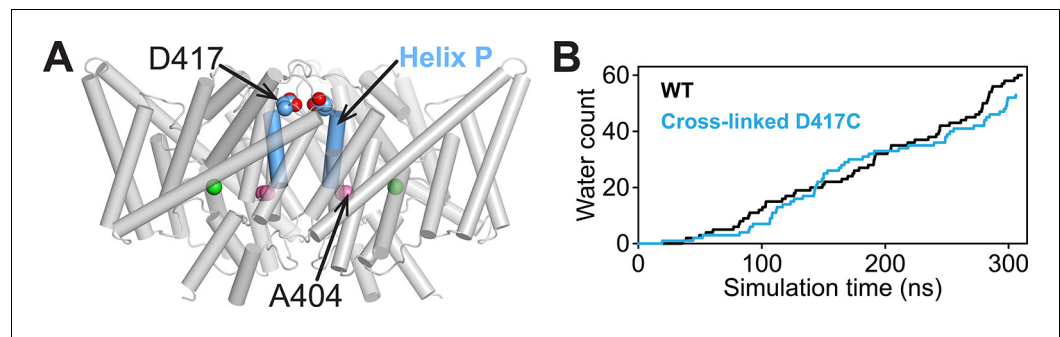 A
D417
Helix P
A404
B
WT
Cross-linked D417C
Water count
60
40
20
0
0 100 200 300
Simulation time (ns)